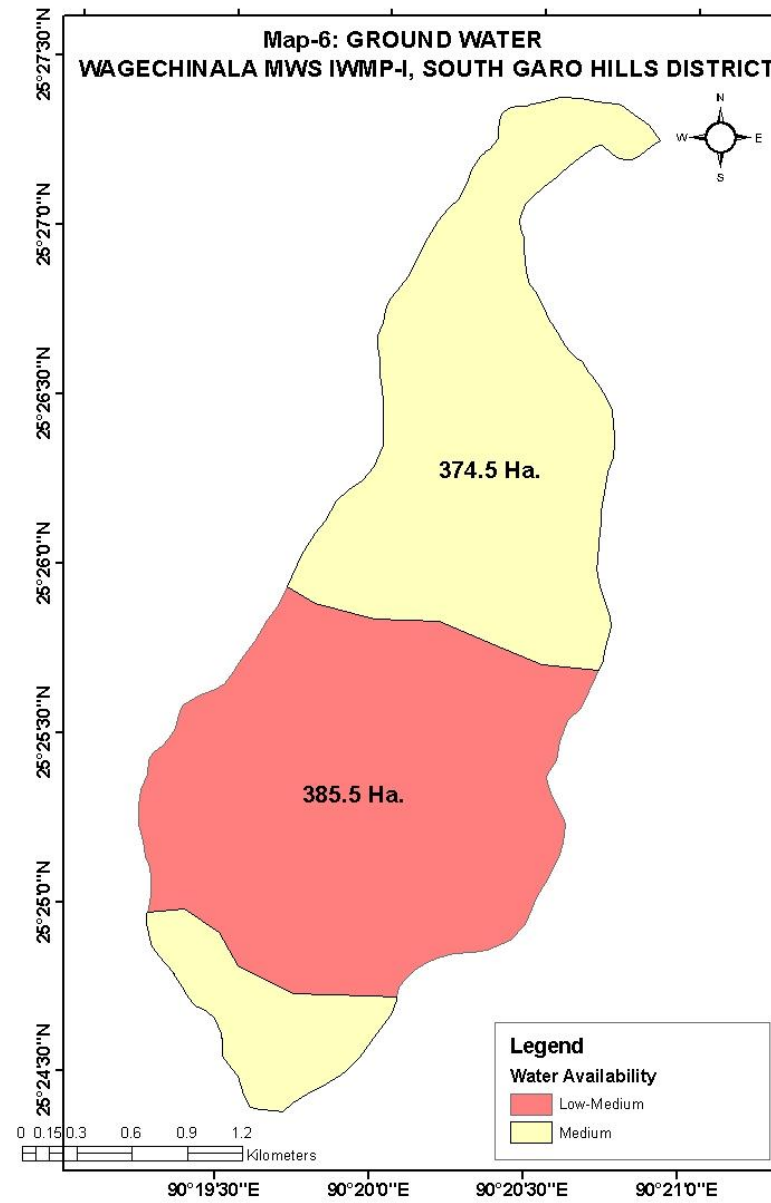 Map-6: GROUND WATER
WAGECHINALA MWS IWMP-I, SOUTH GARO HILLS DISTRICT
N
W E
S
25°27'30"N
25°27'0"N
25°26'30"N
25°26'0"N
25°25'30"N
25°25'0"N
25°24'30"N
374.5 Ha.
385.5 Ha.
Legend
Water Availability
Low-Medium
Medium
0 0.15 0.3 0.6 0.9 1.2
Kilometers
90°19'30"E 90°20'0"E 90°20'30"E 90°21'0"E